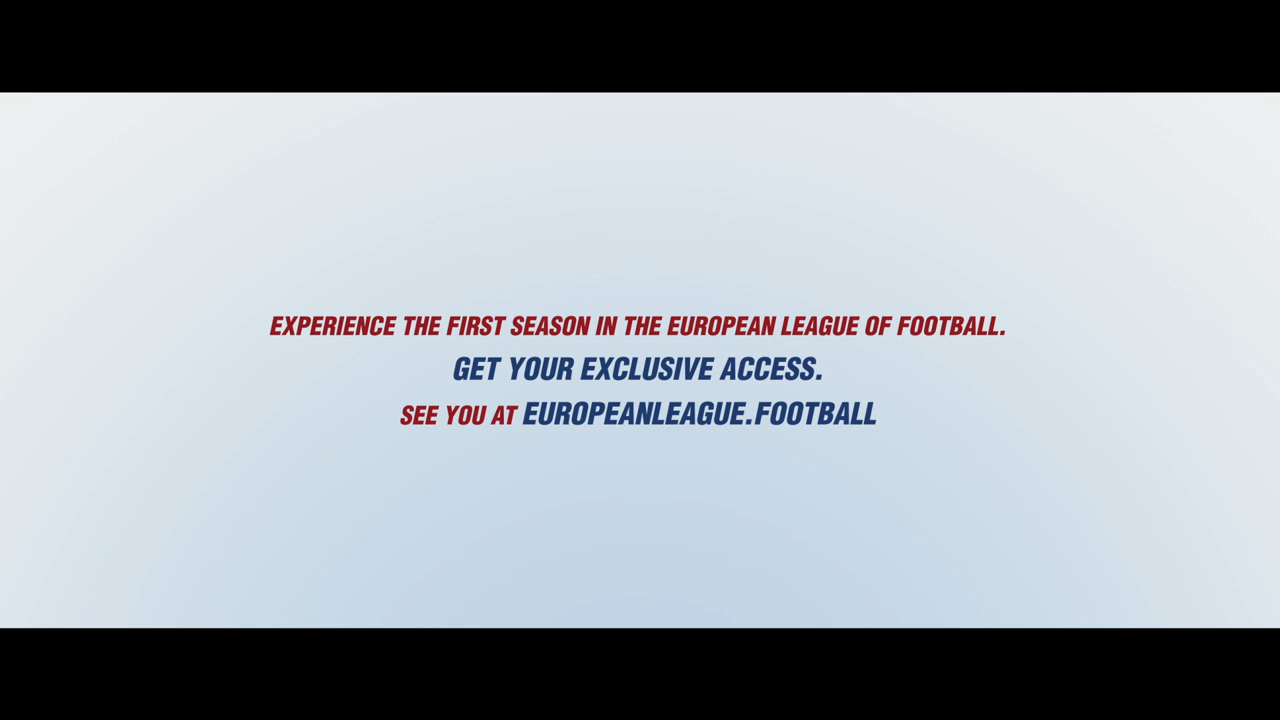 EXPERIENCE THE FIRST SEASON IN THE EUROPEAN LEAGUE OF FOOTBALL.
GET YOUR EXCLUSIVE ACCESS.
SEE YOU AT EUROPEANLEAGUE.FOOTBALL